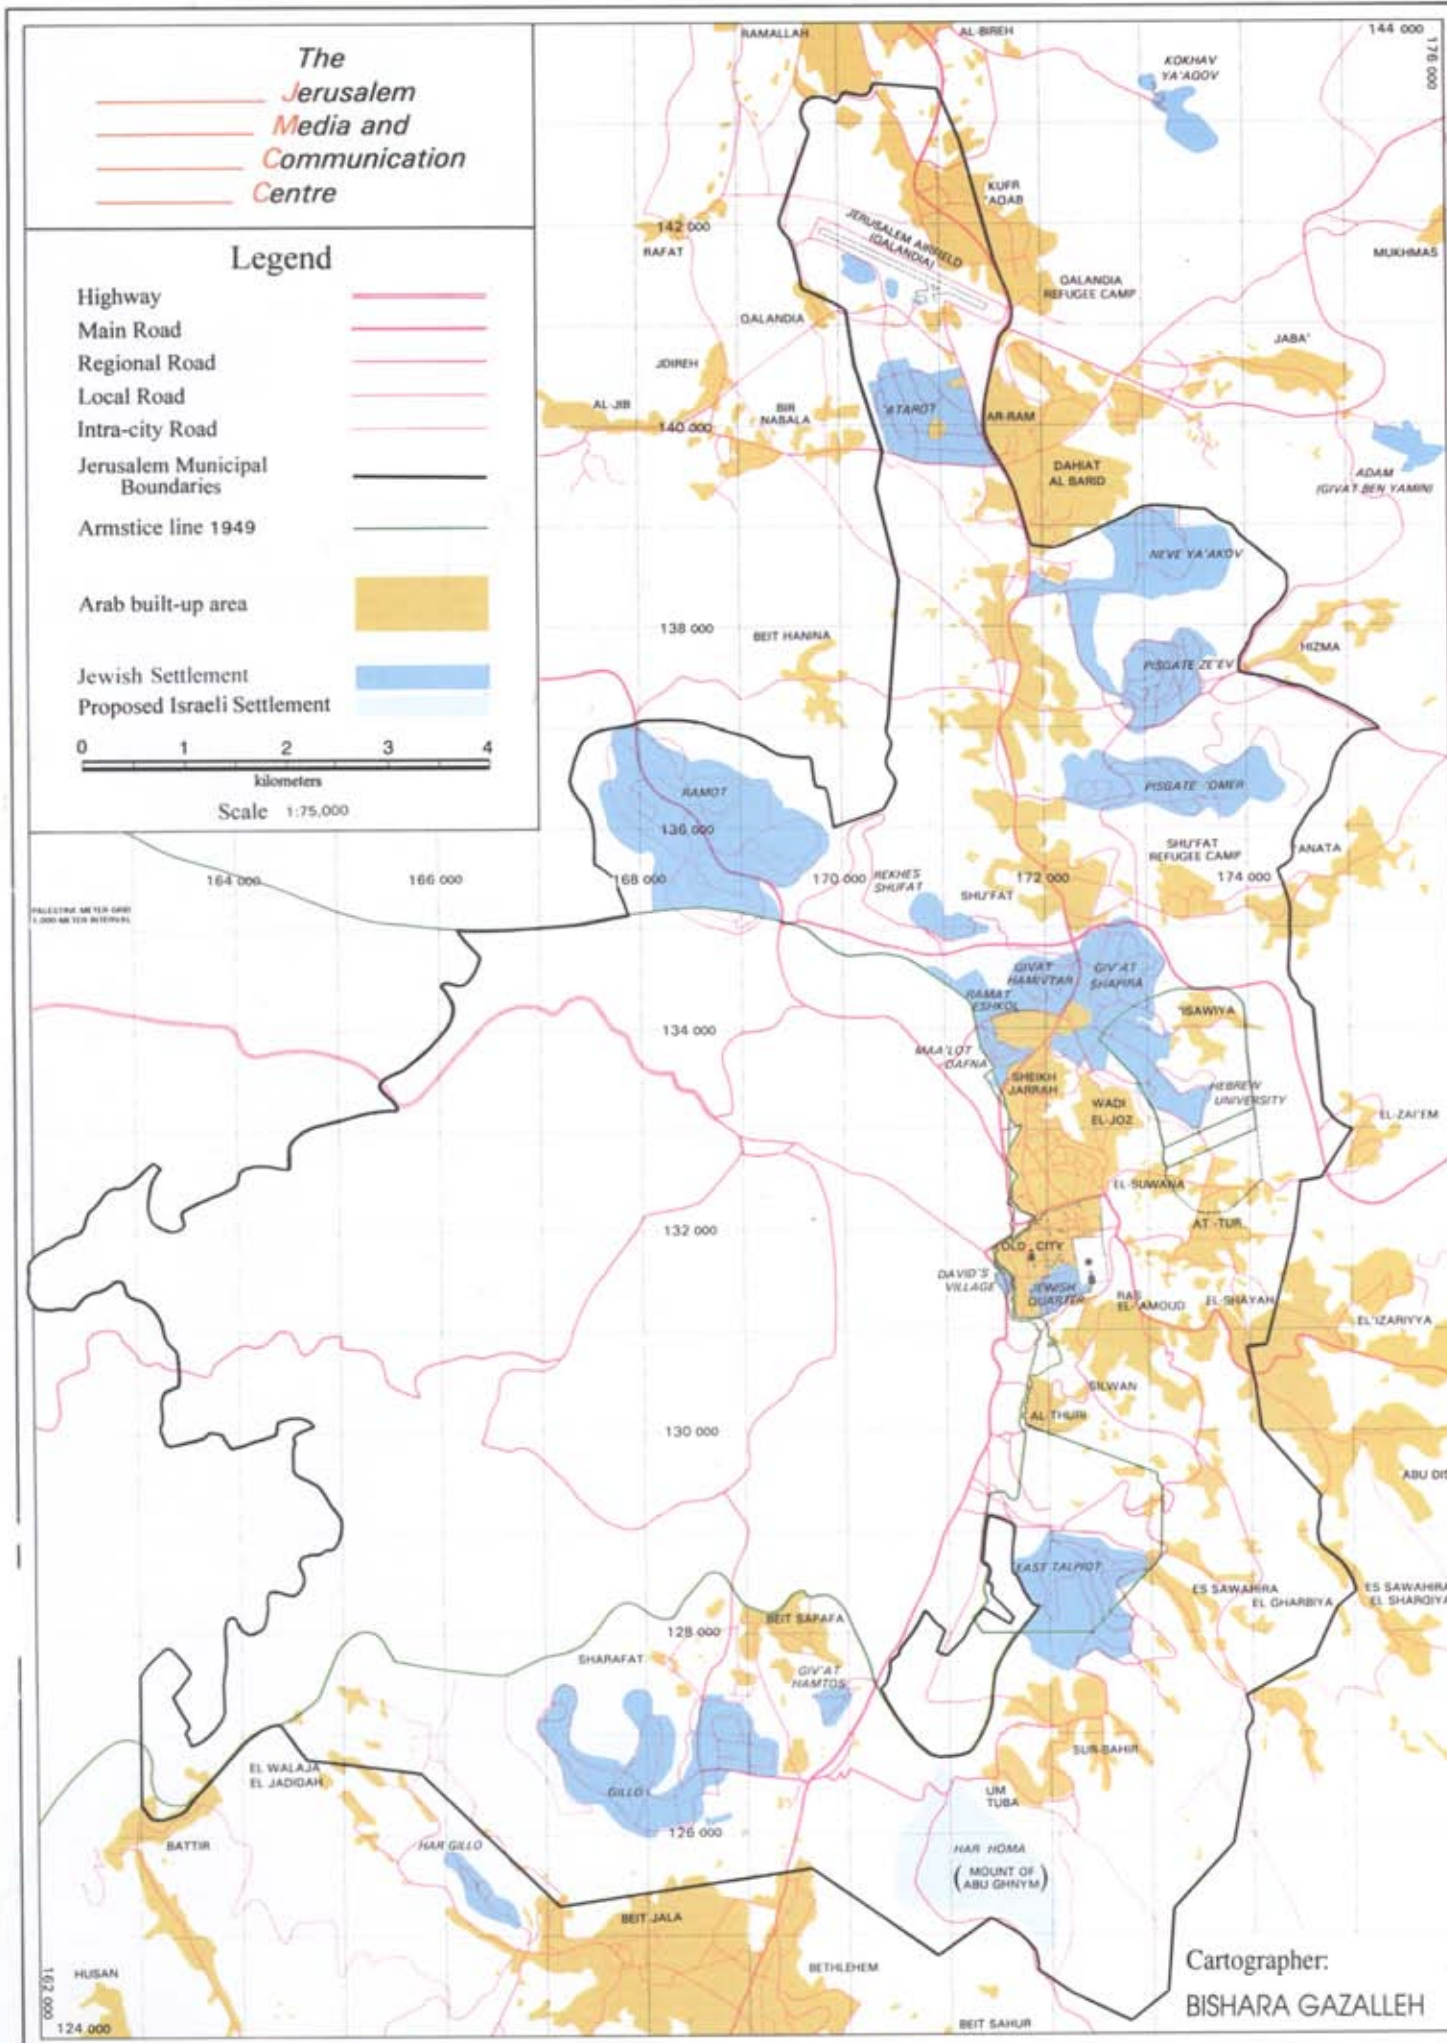 The
Jerusalem
Media and
Communication
Centre
Legend
Highway
Main Road
Regional Road
Local Road
Intra-city Road
Jerusalem Municipal
Boundaries
Armstice line 1949
Arab built-up area
Jewish Settlement
Proposed Israeli Settlement
0 1 2 3 4
kilometers
Scale 1:75,000
PALESTINE METER GRID
1,000 METER INTERVAL
RAMALLAH
AL-BIREH
144 000
176 000
KOKHAV
YA'AQOV
KUFR
'AQAB
142 000
RAFAT
JERUSALEM AIRFIELD
(QALANDIA)
MUKHMAS
QALANDIA
REFUGEE CAMP
QALANDIA
JABA'
JDIREH
AL-JIB
BIR
NABALA
'ATAROT
AR-RAM
140 000
DAHIAT
AL BARID
ADAM
(GIVAT BEN YAMIN)
NEVE YA'AKOV
138 000
BEIT HANINA
HIZMA
PISGATE ZE'EV
RAMOT
PISGATE 'OMER
136 000
SHU'FAT
REFUGEE CAMP
'ANATA
164 000
166 000
168 000
170 000
REKHES
SHUFAT
172 000
174 000
SHU'FAT
GIVAT
HAMIVTAR
GIV'AT
SHAPIRA
RAMAT
ESHKOL
'ISAWIYA
134 000
MAA'LOT
DAFNA
SHEIKH
JARRAH
WADI
EL-JOZ
HEBREW
UNIVERSITY
EL-ZAI'EM
EL-SUWANA
132 000
AT-TUR
OLD CITY
DAVID'S
VILLAGE
JEWISH
QUARTER
RAS
EL-AMOUD
EL-SHAYAH
EL'IZARIYYA
SILWAN
AL-THURI
130 000
ABU DIS
EAST TALPIOT
ES SAWAHIRA
EL GHARBIYA
ES SAWAHIRA
EL SHARQIYA
BEIT SAFAFA
128 000
SHARAFAT
GIV'AT
HAMTOS
SUR-BAHIR
EL WALAJA
EL JADIDAH
GILLO
UM
TUBA
126 000
BATTIR
HAR GILLO
HAR HOMA
(MOUNT OF
ABU GHNYM)
BEIT JALA
HUSAN
BETHLEHEM
162 000
124 000
BEIT SAHUR
Cartographer:
BISHARA GAZALLEH